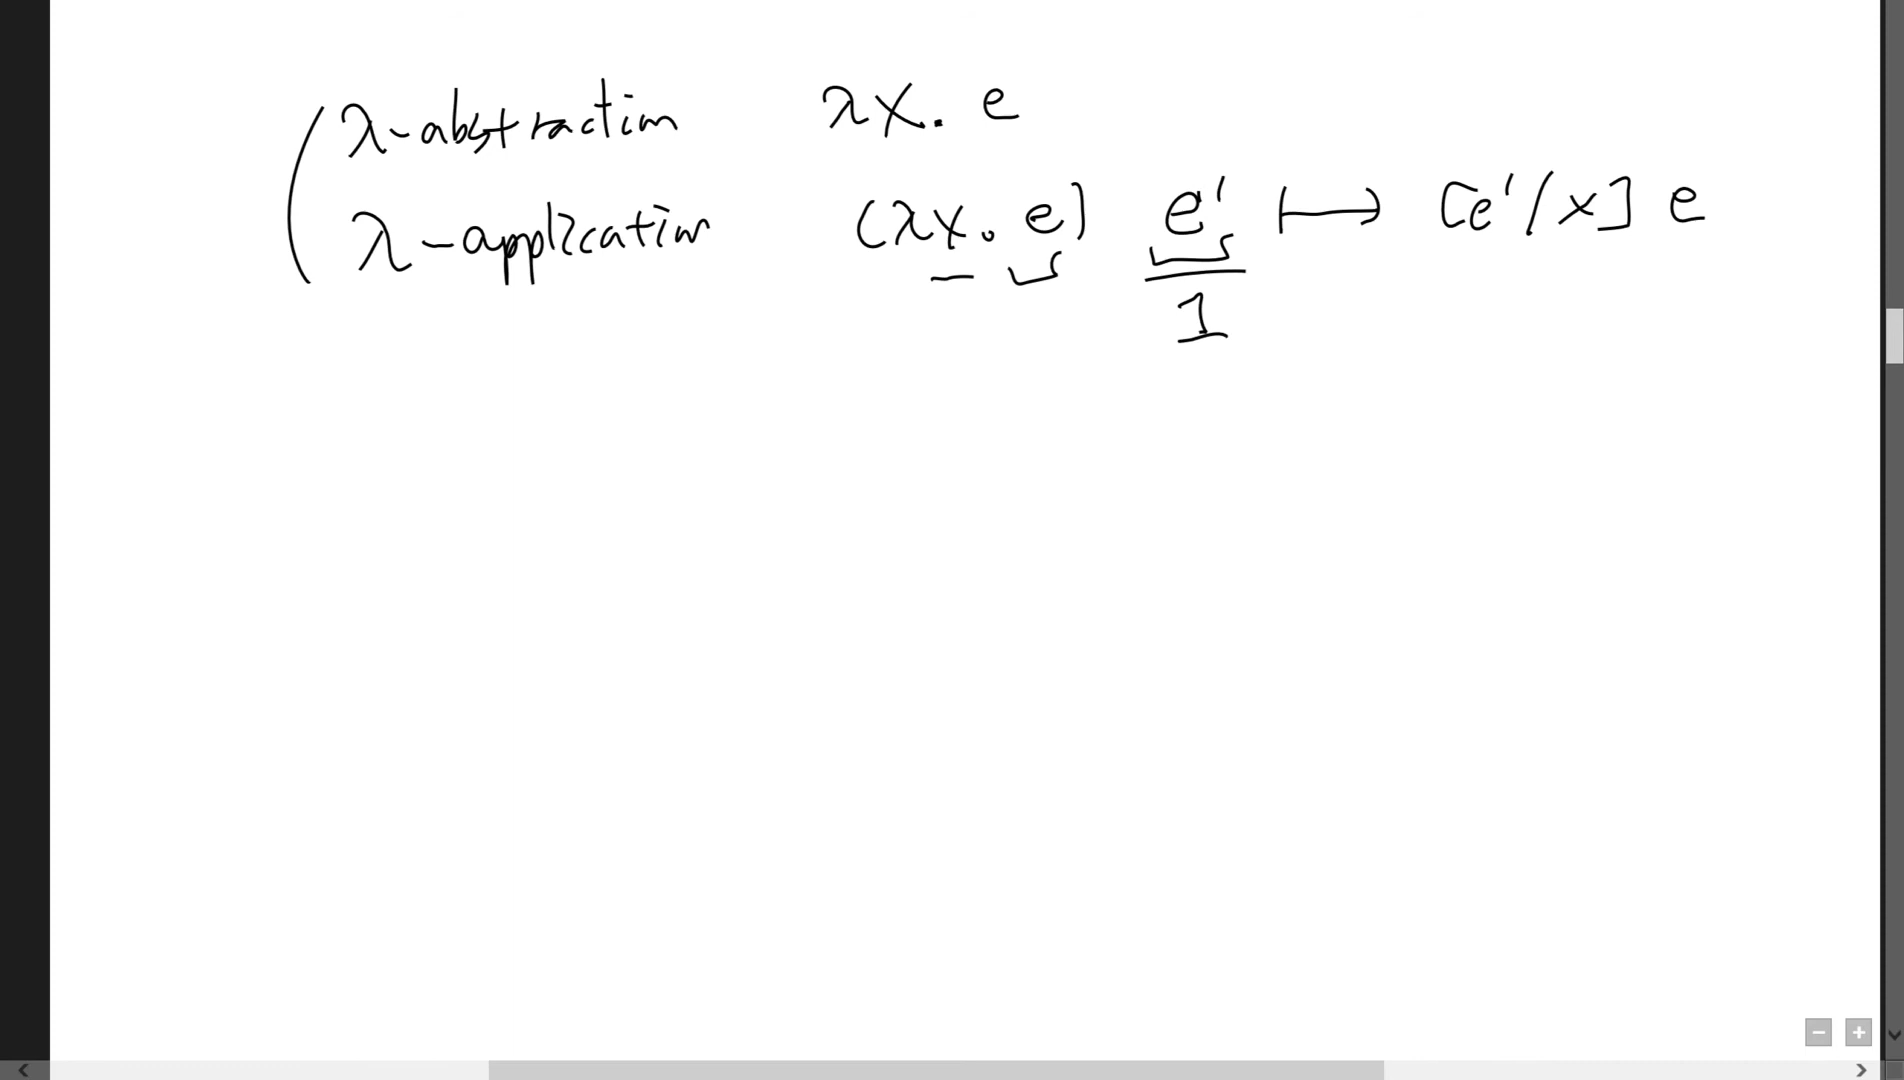 λ-abstraction λx. e
λ-application (λx. e) e' ↦ [e'/x] e
1